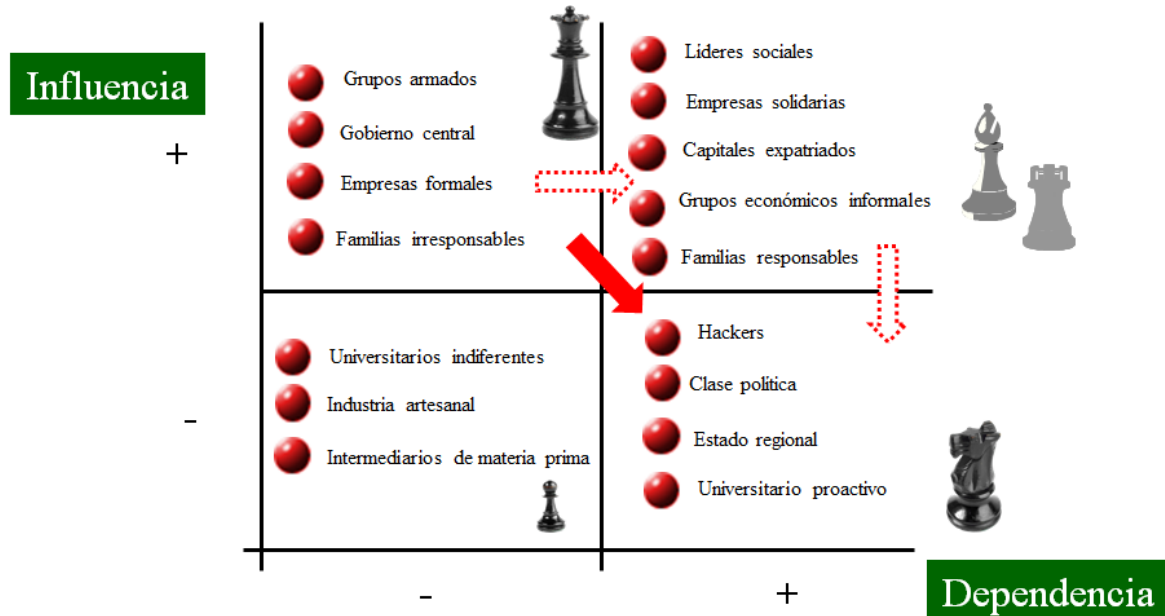 Influencia
+
Grupos armados
Gobierno central
Empresas formales
Familias irresponsables
Lideres sociales
Empresas solidarias
Capitales expatriados
Grupos económicos informales
Familias responsables
-
Universitarios indiferentes
Industria artesanal
Intermediarios de materia prima
Hackers
Clase política
Estado regional
Universitario proactivo
-
+
Dependencia